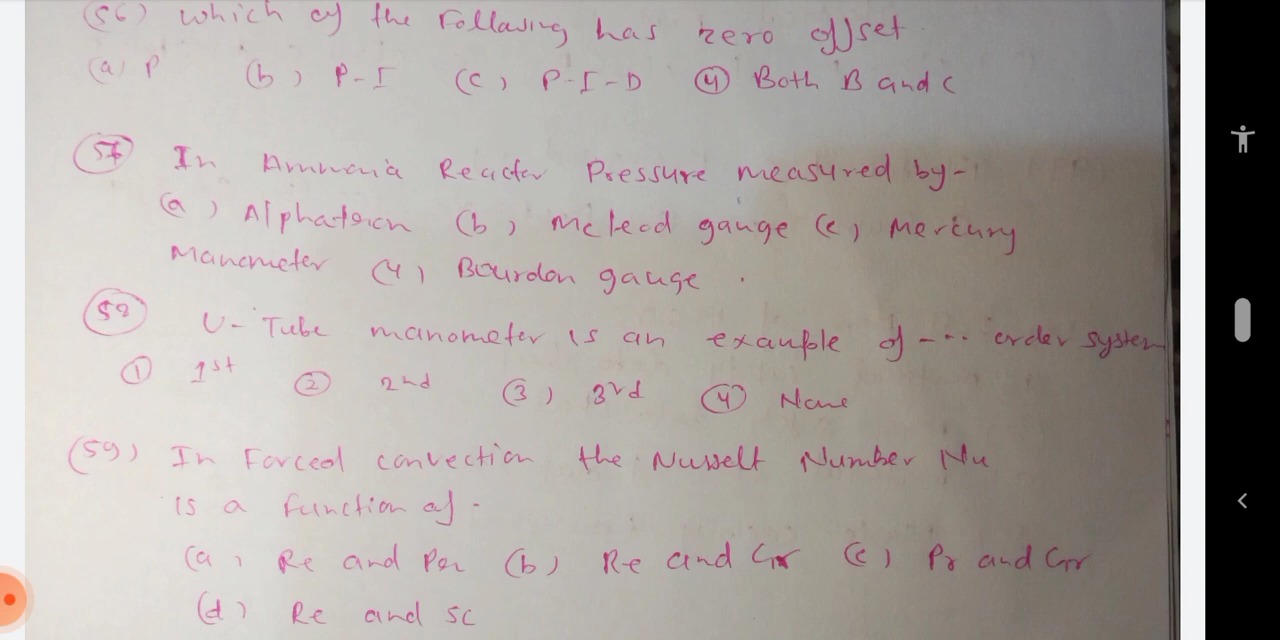 (56) which of the Following has zero offset
(a) P (b) P-I (c) P-I-D (4) Both B and C
(57) In Ammonia Reactor Pressure measured by-
(a) Alphatorn (b) McLeod gauge (c) Mercury
Manometer (4) Bourdon gauge.
(58) U-Tube manometer is an example of --- order system
(1) 1st (2) 2nd (3) 3rd (4) None
(59) In Forced convection the Nusselt Number Nu
is a function of-
(a) Re and Per (b) Re and Gr (c) Pr and Gr
(d) Re and Sc